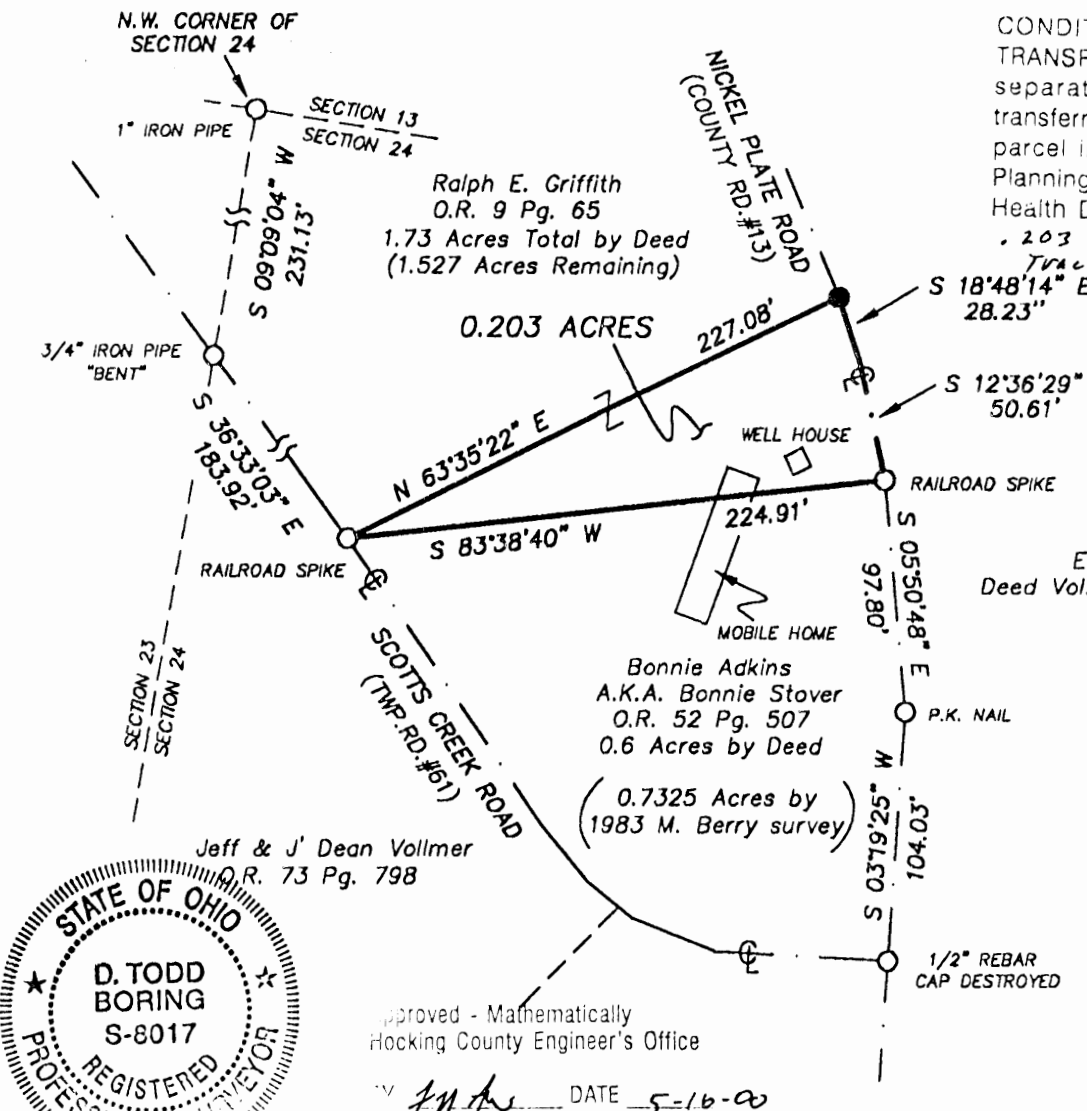 N.W. CORNER OF
SECTION 24
1" IRON PIPE
SECTION 13
SECTION 24
S 09°09'04" W
231.13'
Ralph E. Griffith
O.R. 9 Pg. 65
1.73 Acres Total by Deed
(1.527 Acres Remaining)
NICKEL PLATE ROAD
(COUNTY RD.#13)
CONDIT
TRANSF
separat
transferr
parcel i
Planning
Health D
.203
S 18°48'14" E
28.23"
0.203 ACRES
227.08'
3/4" IRON PIPE
"BENT"
S 12°36'29"
50.61'
S 36°33'03" E
183.92'
N 63°35'22" E
WELL HOUSE
RAILROAD SPIKE
S 83°38'40" W
224.91'
RAILROAD SPIKE
S 05°50'48" E
97.80'
E
Deed Vol.
MOBILE HOME
SCOTTS CREEK ROAD
(TWP.RD.#61)
Bonnie Adkins
A.K.A. Bonnie Stover
O.R. 52 Pg. 507
0.6 Acres by Deed
(0.7325 Acres by
1983 M. Berry survey)
P.K. NAIL
SECTION 23
SECTION 24
S 03°19'25" W
104.03'
Jeff & J' Dean Vollmer
O.R. 73 Pg. 798
1/2" REBAR
CAP DESTROYED
STATE OF OHIO
D. TODD
BORING
S-8017
REGISTERED
PROFESS VEYOR
pproved - Mathematically
Hocking County Engineer's Office
DATE 5-16-00